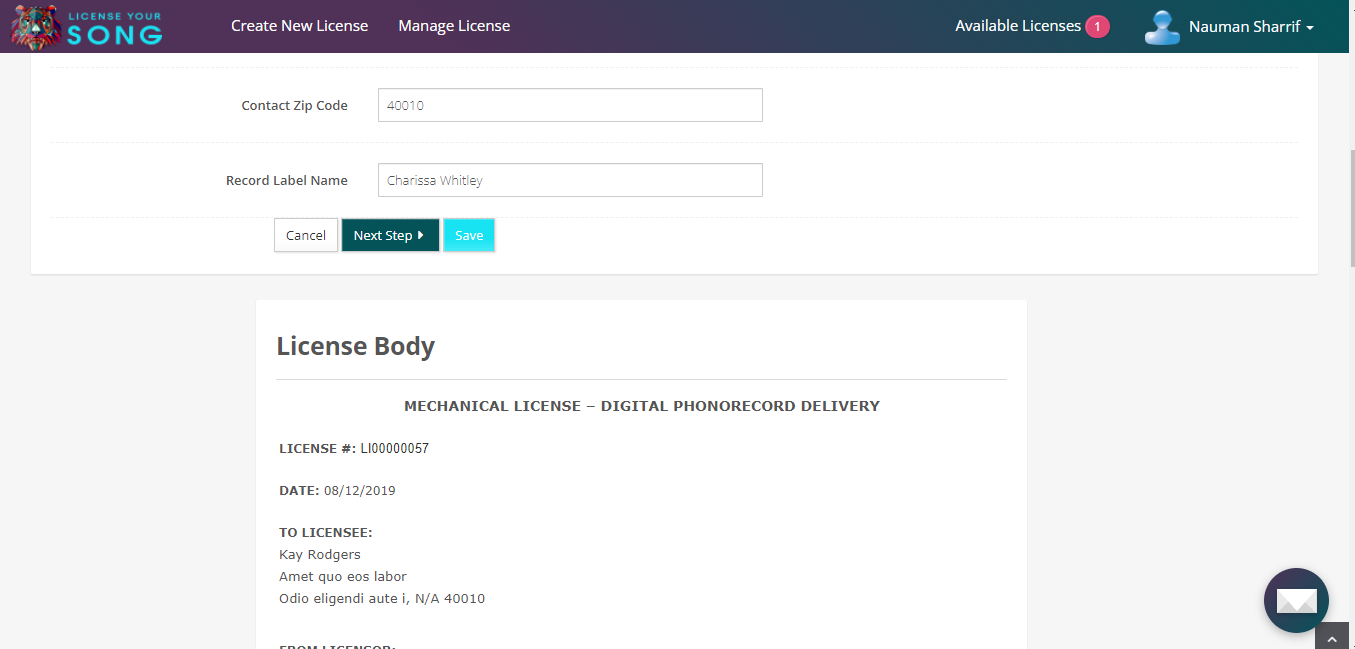 LICENSE YOUR
SONG
Create New License
Manage License
Available Licenses 1
Nauman Sharrif
Contact Zip Code
40010
Record Label Name
Charissa Whitley
Cancel
Next Step
Save
License Body
MECHANICAL LICENSE – DIGITAL PHONORECORD DELIVERY
LICENSE #: LI00000057
DATE: 08/12/2019
TO LICENSEE:
Kay Rodgers
Amet quo eos labor
Odio eligendi aute i, N/A 40010
FROM LICENSOR: